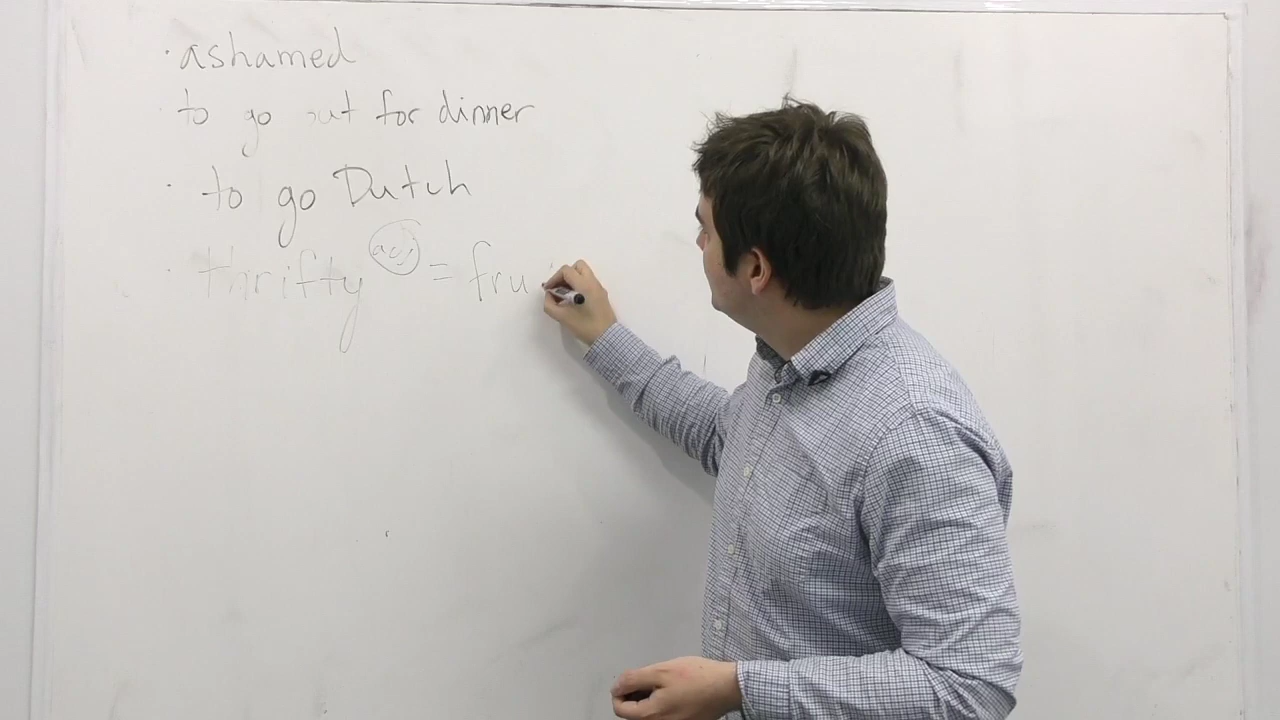 · ashamed
to go out for dinner
· to go Dutch
· thrifty adj = fru